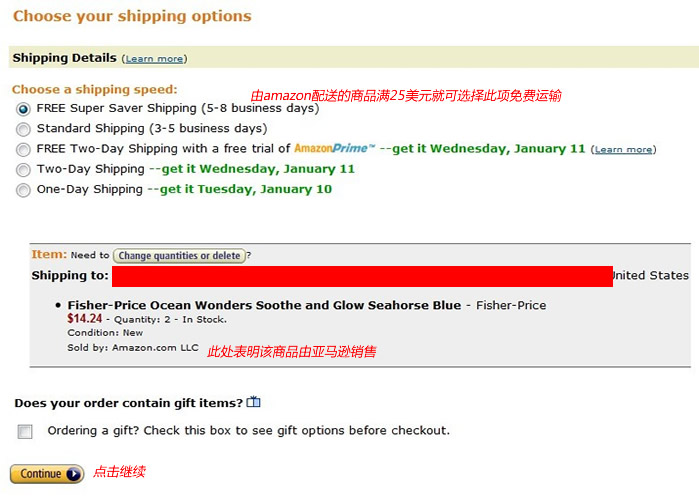 Choose your shipping options
Shipping Details (Learn more)
Choose a shipping speed:
由amazon配送的商品满25美元就可选择此项免费运输
FREE Super Saver Shipping (5-8 business days)
Standard Shipping (3-5 business days)
FREE Two-Day Shipping with a free trial of AmazonPrime™ --get it Wednesday, January 11 (Learn more)
Two-Day Shipping --get it Wednesday, January 11
One-Day Shipping --get it Tuesday, January 10
Item: Need to Change quantities or delete?
Shipping to: United States
• Fisher-Price Ocean Wonders Soothe and Glow Seahorse Blue - Fisher-Price
$14.24 - Quantity: 2 - In Stock.
Condition: New
Sold by: Amazon.com LLC 此处表明该商品由亚马逊销售
Does your order contain gift items?
Ordering a gift? Check this box to see gift options before checkout.
Continue 点击继续